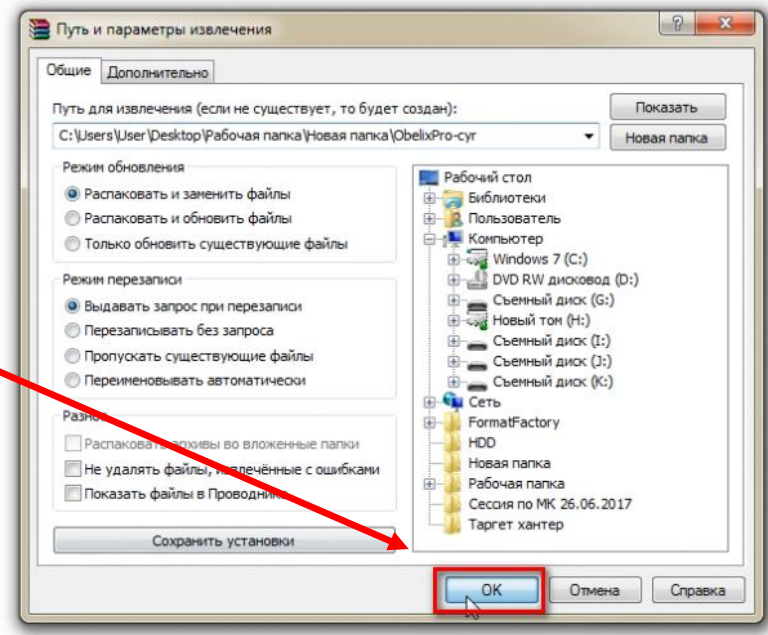 Путь и параметры извлечения
Общие Дополнительно
Путь для извлечения (если не существует, то будет создан):
Показать
C:\Users\User\Desktop\Рабочая папка\Новая папка\ObelixPro-cyr
Новая папка
Режим обновления
Распаковать и заменить файлы
Распаковать и обновить файлы
Только обновить существующие файлы
Режим перезаписи
Выдавать запрос при перезаписи
Перезаписывать без запроса
Пропускать существующие файлы
Переименовывать автоматически
Разное
Распаковать архивы во вложенные папки
Не удалять файлы, извлечённые с ошибками
Показать файлы в Проводнике
Сохранить установки
Рабочий стол
Библиотеки
Пользователь
Компьютер
Windows 7 (C:)
DVD RW дисковод (D:)
Съемный диск (G:)
Новый том (H:)
Съемный диск (I:)
Съемный диск (J:)
Съемный диск (K:)
Сеть
FormatFactory
HDD
Новая папка
Рабочая папка
Сессия по МК 26.06.2017
Таргет хантер
OK Отмена Справка